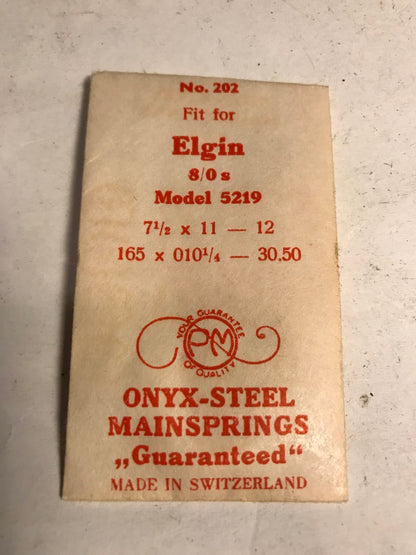 No. 202
Fit for
Elgin
8/0 s
Model 5219
7½ x 11 — 12
165 x 010¼ — 30.50
YOUR GUARANTEE
PM
OF QUALITY
ONYX-STEEL
MAINSPRINGS
„Guaranteed“
MADE IN SWITZERLAND